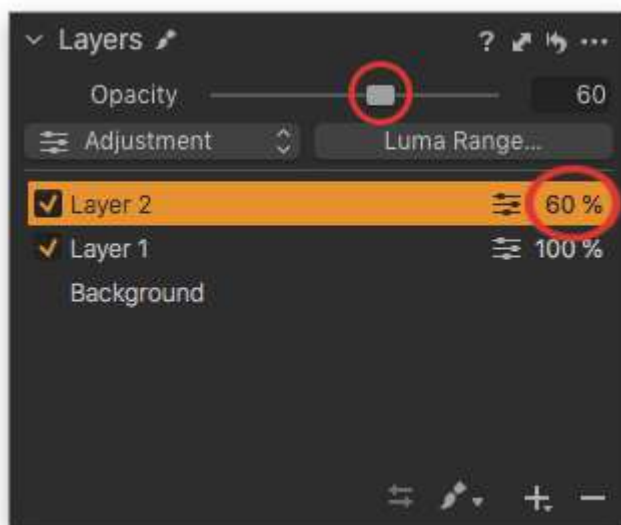 Layers ?
Opacity 60
Adjustment Luma Range...
Layer 2 60 %
Layer 1 100 %
Background